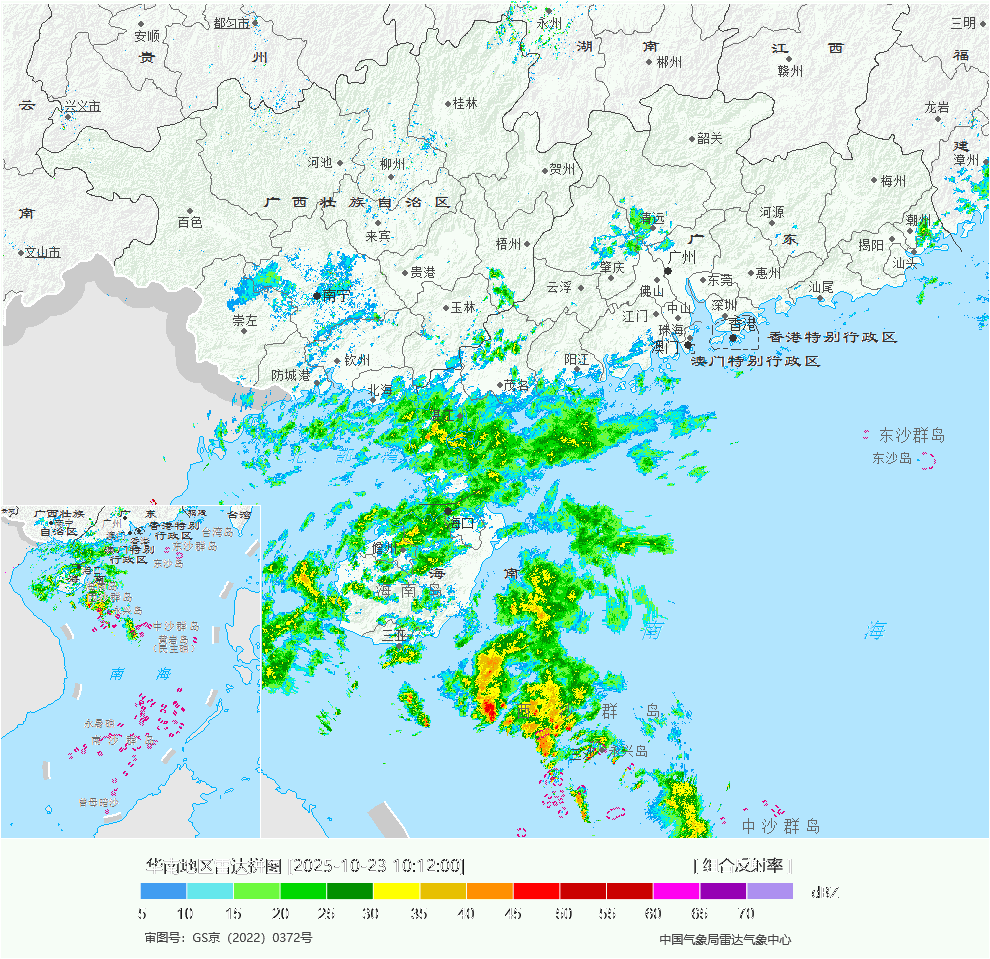 永州
三明
都匀市
安顺
贵 州
湖 南
江 西
福
郴州
赣州
云
兴义市
桂林
龙岩
韶关
建
漳州
河池
柳州
贺州
梅州
广西壮族自治区
南
百色
清远
河源
潮州
来宾
广 东
梧州
揭阳
文山市
肇庆
广州
汕头
贵港
东莞
惠州
云浮
佛山
汕尾
南宁
玉林
中山
深圳
崇左
江门
珠海
香港
香港特别行政区
澳门
澳门特别行政区
钦州
阳江
防城港
茂名
北海
湛江
东沙群岛
东沙岛
海口
儋州
海 南
海南岛
三亚
南 海
西沙群岛
永兴岛
中沙群岛
广西壮族
自治区
广 东
广州
香港特别
行政区
澳门特别
行政区
台湾
台湾岛
东沙群岛
东沙岛
海口
海 南
中沙群岛
黄岩岛
(民主礁)
南 海
永暑礁
南沙群岛
曾母暗沙
华南地区雷达拼图 [2025-10-23 10:12:00]
[组合反射率]
dBZ
5 10 15 20 25 30 35 40 45 50 55 60 65 70
审图号：GS京（2022）0372号
中国气象局雷达气象中心